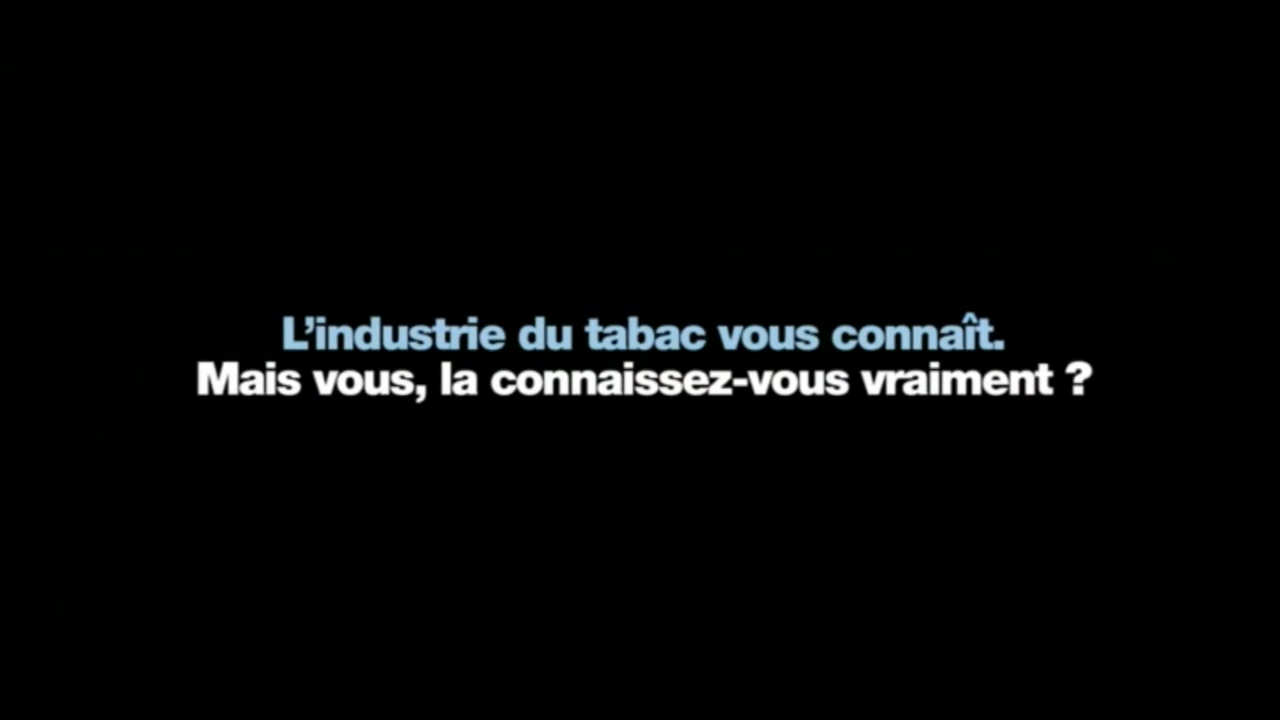 L’industrie du tabac vous connaît.
Mais vous, la connaissez-vous vraiment ?